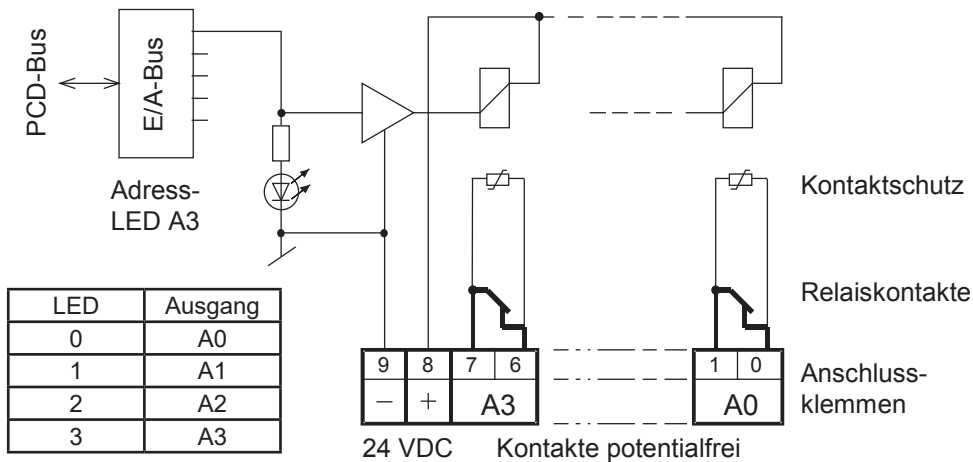 PCD-Bus
E/A-Bus
Adress-
LED A3
Kontaktschutz
Relaiskontakte
LED Ausgang
0 A0
1 A1
2 A2
3 A3
9 8 7 6 1 0
– + A3 A0
Anschluss-
klemmen
24 VDC Kontakte potentialfrei